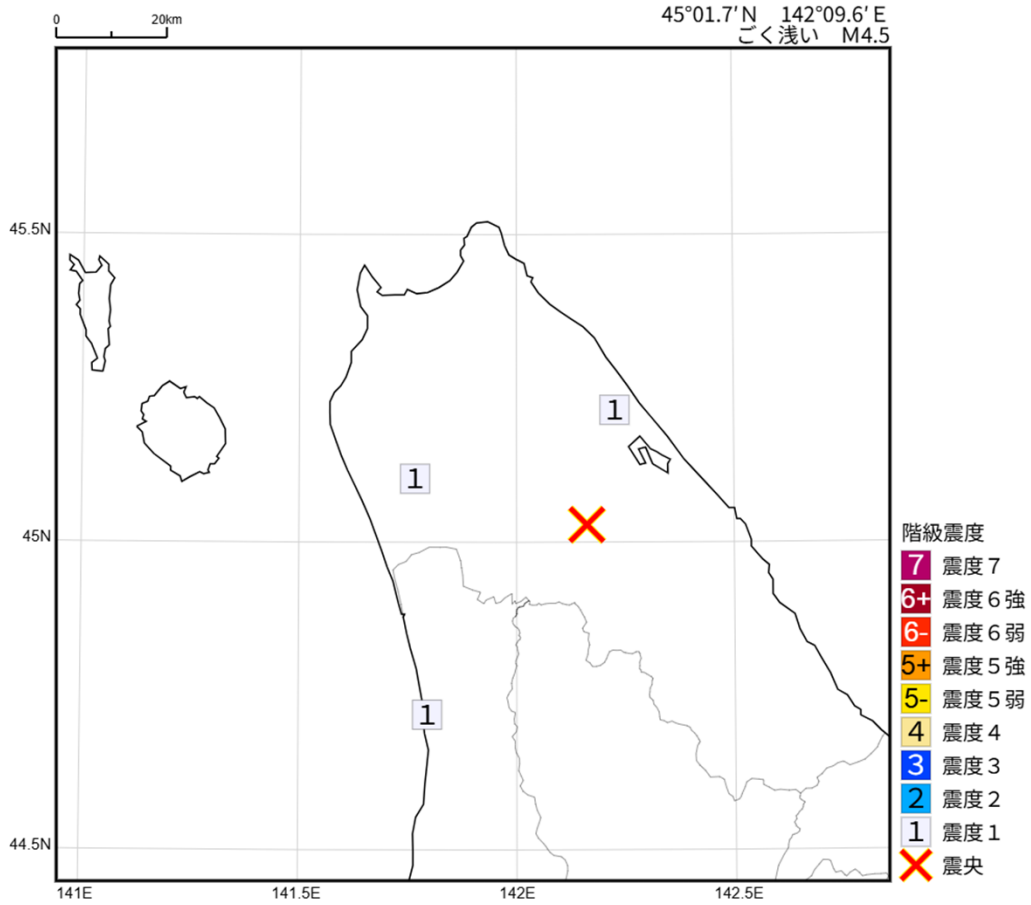 0 20km
45°01.7′N 142°09.6′E
ごく浅い M4.5
45.5N
1
1
45N
1
44.5N
141E 141.5E 142E 142.5E
階級震度
7 震度７
6+ 震度６強
6- 震度６弱
5+ 震度５強
5- 震度５弱
4 震度４
3 震度３
2 震度２
1 震度１
震央